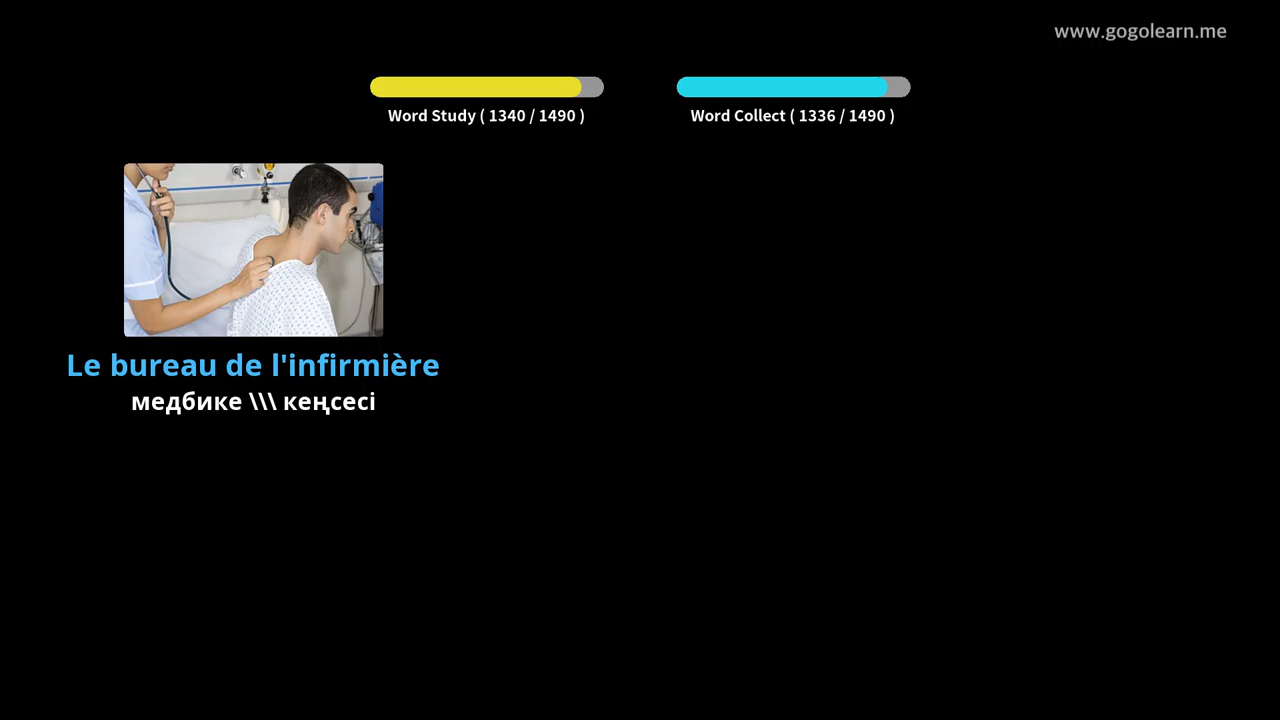 www.gogolearn.me
Word Study ( 1340 / 1490 )
Word Collect ( 1336 / 1490 )
Le bureau de l'infirmière
медбике \\\ кеңсесі